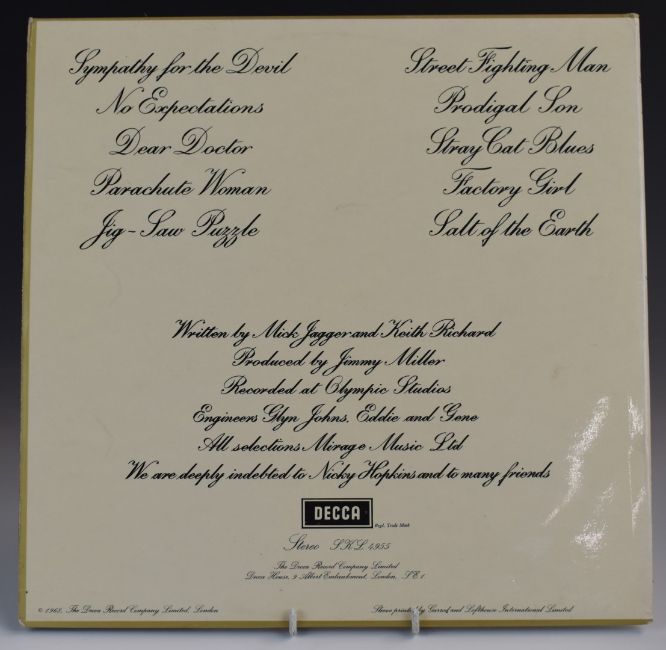 Sympathy for the Devil
No Expectations
Dear Doctor
Parachute Woman
Jig-Saw Puzzle
Street Fighting Man
Prodigal Son
Stray Cat Blues
Factory Girl
Salt of the Earth
Written by Mick Jagger and Keith Richard
Produced by Jimmy Miller
Recorded at Olympic Studios
Engineers Glyn Johns, Eddie and Gene
All selections Mirage Music Ltd
We are deeply indebted to Nicky Hopkins and to many friends
DECCA
Regd. Trade Mark
Stereo S.K.L. 4955
The Decca Record Company Limited
Decca House, 9 Albert Embankment, London, S.E.1
© 1968, The Decca Record Company Limited, London
Sleeve printed by Garrod and Lofthouse International Limited